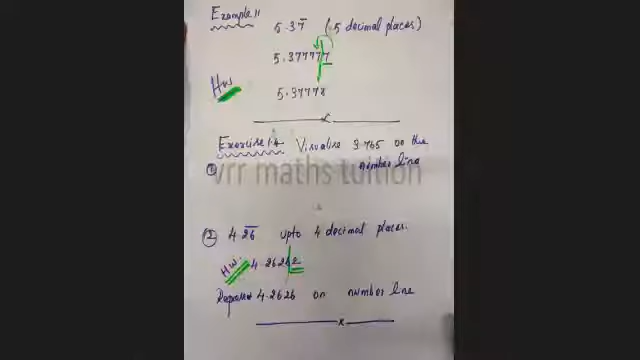 Example 11 5.37̅ (5 decimal places)
5.377777
HW
5.37778
Exercise 1.4 Visualise 3.765 on the
① number line
vrr maths tuition
② 4.2̅6̅ upto 4 decimal places.
HW. 4.26262
4.2626 on number line